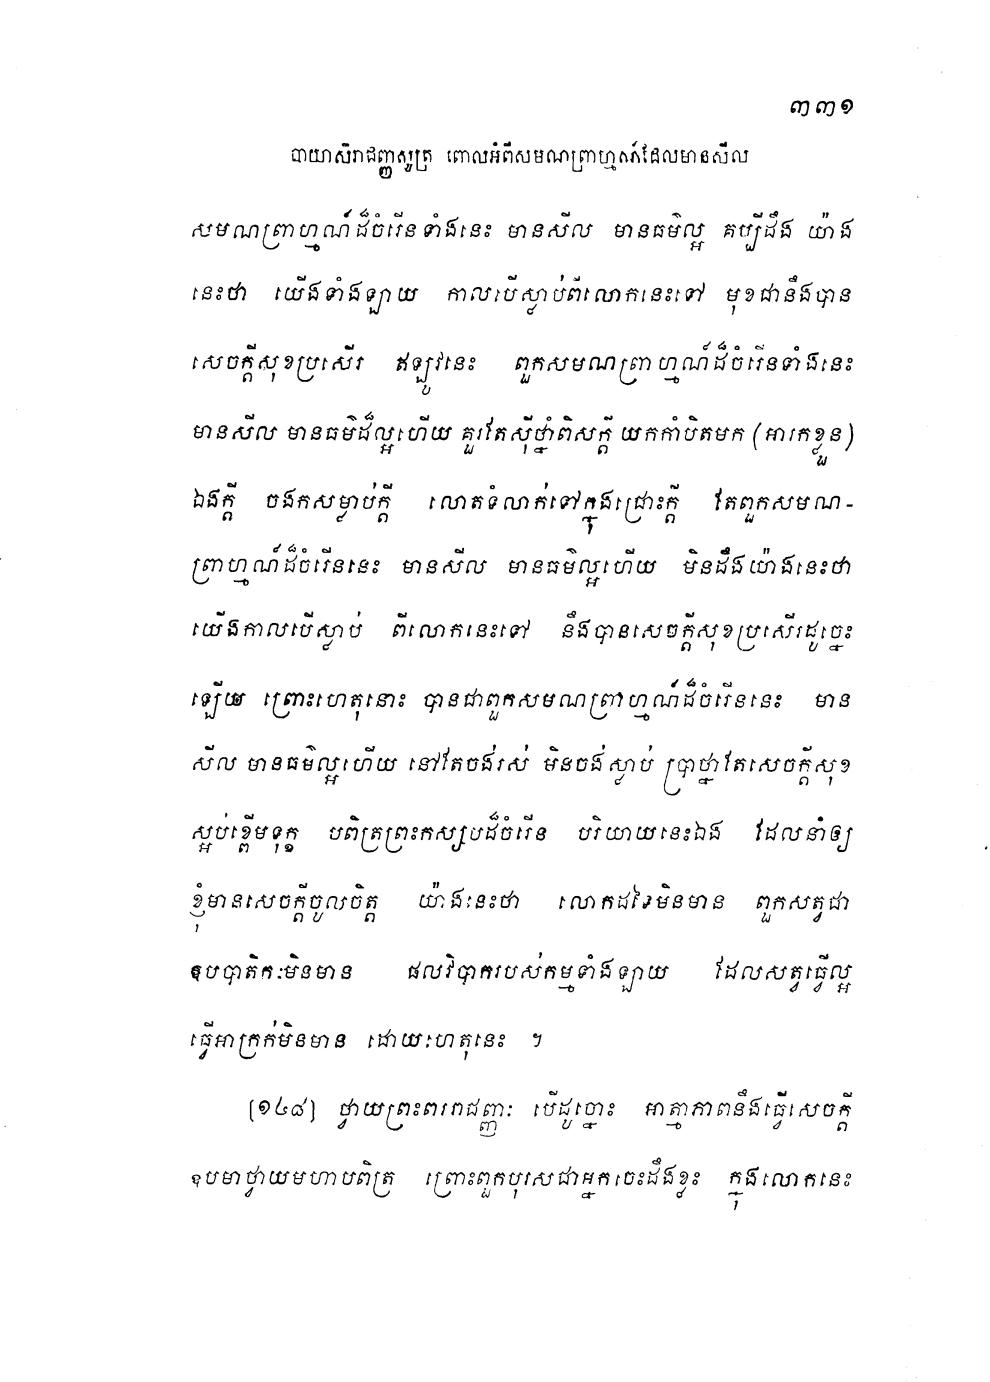 ៣៣១
បាយាសិរាជញ្ញសូត្រ ពោលអំពីសមណព្រាហ្មណ៍ដែលមានសីល
សមណព្រាហ្មណ៍ដ៏ចំរើនទាំងនេះ មានសីល មានធម៌ល្អ គប្បីដឹង យ៉ាង
នេះថា យើងទាំងឡាយ កាលបើស្លាប់ពីលោកនេះទៅ មុខជានឹងបាន
សេចក្តីសុខប្រសើរ ឥឡូវនេះ ពួកសមណព្រាហ្មណ៍ដ៏ចំរើនទាំងនេះ
មានសីល មានធម៌ដ៏ល្អហើយ គួរតែស៊ីថ្នាំពិសក្តី យកកាំបិតមក (អារកខ្លួន)
ឯងក្តី ចងកសម្លាប់ក្តី លោតទំលាក់ទៅក្នុងជ្រោះក្តី តែពួកសមណ-
ព្រាហ្មណ៍ដ៏ចំរើននេះ មានសីល មានធម៌ល្អហើយ មិនដឹងយ៉ាងនេះថា
យើងកាលបើស្លាប់ ពីលោកនេះទៅ នឹងបានសេចក្តីសុខប្រសើរដូច្នេះ
ឡើយ ព្រោះហេតុនោះ បានជាពួកសមណព្រាហ្មណ៍ដ៏ចំរើននេះ មាន
សីល មានធម៌ល្អហើយ នៅតែចង់រស់ មិនចង់ស្លាប់ ប្រាថ្នាតែសេចក្តីសុខ
ស្អប់ខ្ពើមទុក្ខ បពិត្រព្រះកស្សបដ៏ចំរើន បរិយាយនេះឯង ដែលនាំឲ្យ
ខ្ញុំមានសេចក្តីចូលចិត្ត យ៉ាងនេះថា លោកដទៃមិនមាន ពួកសត្វជា
ឧបបាតិកៈមិនមាន ផលវិបាករបស់កម្មទាំងឡាយ ដែលសត្វធ្វើល្អ
ធ្វើអាក្រក់មិនមាន ដោយហេតុនេះ ។
(១៤៨) ថ្វាយព្រះពររាជញ្ញៈ បើដូច្នោះ អាត្មាភាពនឹងធ្វើសេចក្តី
ឧបមាថ្វាយមហាបពិត្រ ព្រោះពួកបុរសជាអ្នកចេះដឹងខ្លះ ក្នុងលោកនេះ